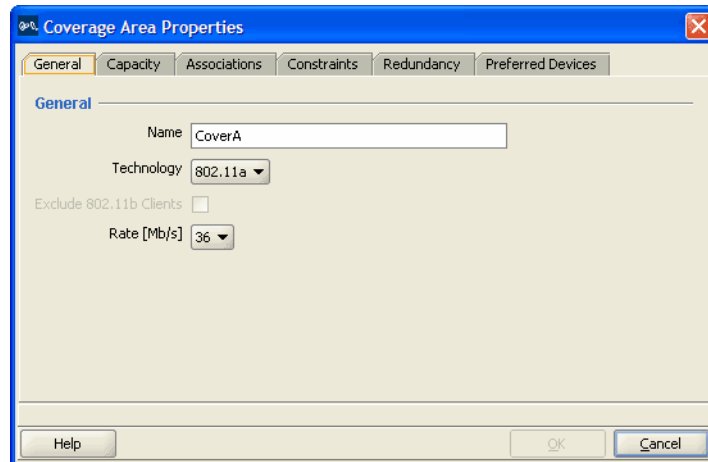 Coverage Area Properties
General Capacity Associations Constraints Redundancy Preferred Devices
General
Name CoverA
Technology 802.11a
Exclude 802.11b Clients
Rate [Mb/s] 36
Help OK Cancel